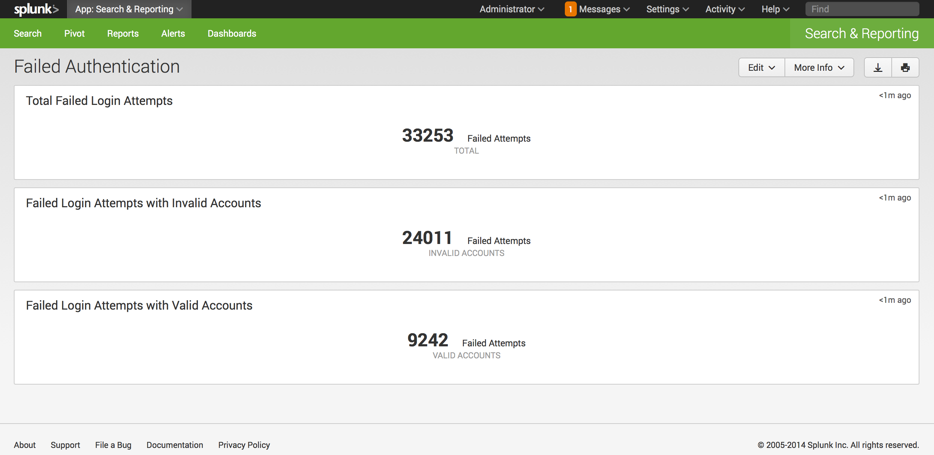 splunk> App: Search & Reporting Administrator 1 Messages Settings Activity Help Find
Search Pivot Reports Alerts Dashboards Search & Reporting
Failed Authentication Edit More Info
Total Failed Login Attempts <1m ago
33253 Failed Attempts
TOTAL
Failed Login Attempts with Invalid Accounts <1m ago
24011 Failed Attempts
INVALID ACCOUNTS
Failed Login Attempts with Valid Accounts <1m ago
9242 Failed Attempts
VALID ACCOUNTS
About Support File a Bug Documentation Privacy Policy © 2005-2014 Splunk Inc. All rights reserved.